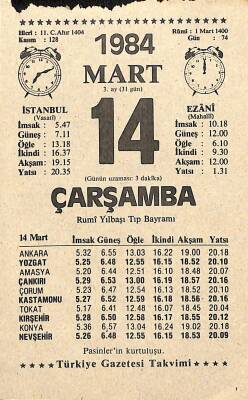 Hicrî : 11. C.Ahır 1404
Kasım : 128
Rûmî : 1 Mart 1400
Gün : 74
1984
MART
3. ay (31 gün)
14
İSTANBUL
(Vasatî)
İmsak : 5.47
Güneş : 7.11
Öğle : 13.18
İkindi : 16.37
Akşam : 19.15
Yatsı : 20.35
EZÂNÎ
(Mahallî)
İmsak : 10.18
Güneş : 12.00
Öğle : 6.10
İkindi : 9.30
Akşam : 12.00
Yatsı : 1.31
(Günün uzaması: 3 dakika)
ÇARŞAMBA
Rumî Yılbaşı Tıp Bayramı
14 Mart İmsak Güneş Öğle İkindi Akşam Yatsı
ANKARA 5.32 6.55 13.03 16.22 19.00 20.18
YOZGAT 5.25 6.48 12.55 16.15 18.52 20.10
AMASYA 5.20 6.44 12.51 16.10 18.48 20.07
ÇANKIRI 5.29 6.53 13.00 16.19 18.57 20.16
ÇORUM 5.23 6.47 12.54 16.13 18.52 20.10
KASTAMONU 5.27 6.52 12.59 16.18 18.56 20.16
TOKAT 5.17 6.41 12.48 16.07 18.45 20.04
KIRŞEHİR 5.28 6.50 12.58 16.17 18.55 20.12
KONYA 5.36 6.57 13.04 16.24 19.02 20.18
NEVŞEHİR 5.26 6.48 12.55 16.15 18.53 20.09
Pasinler'in kurtuluşu.
★★★★ Türkiye Gazetesi Takvimi ★★★★